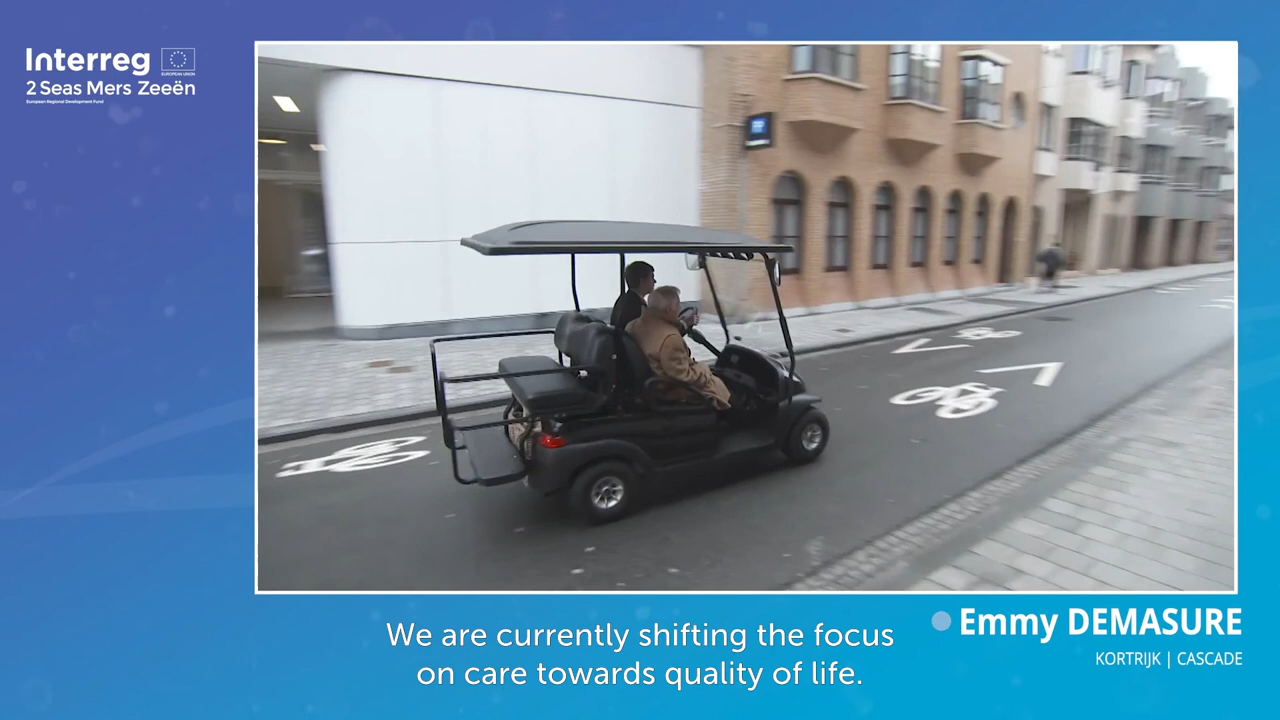 Interreg
EUROPEAN UNION
2 Seas Mers Zeeën
European Regional Development Fund
We are currently shifting the focus
on care towards quality of life.
Emmy DEMASURE
KORTRIJK | CASCADE